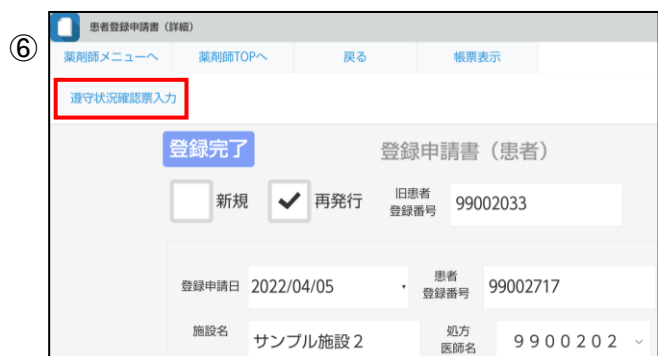 ⑥
患者登録申請書（詳細）
薬剤師メニューへ 薬剤師TOPへ 戻る 帳票表示
遵守状況確認票入力
登録完了 登録申請書（患者）
新規 再発行 旧患者登録番号 99002033
登録申請日 2022/04/05 患者登録番号 99002717
施設名 サンプル施設２ 処方医師名 ９９００２０２